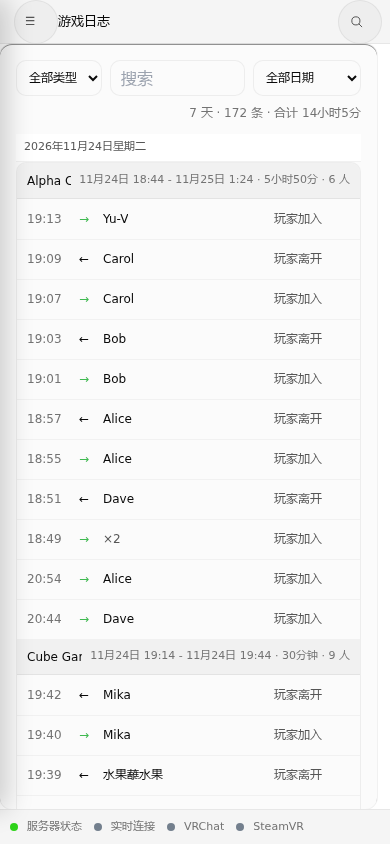 ☰ 游戏日志
全部类型 搜索 全部日期
7 天 · 172 条 · 合计 14小时5分
2026年11月24日星期二
Alpha C 11月24日 18:44 - 11月25日 1:24 · 5小时50分 · 6 人
19:13 → Yu-V 玩家加入
19:09 ← Carol 玩家离开
19:07 → Carol 玩家加入
19:03 ← Bob 玩家离开
19:01 → Bob 玩家加入
18:57 ← Alice 玩家离开
18:55 → Alice 玩家加入
18:51 ← Dave 玩家离开
18:49 → ×2 玩家加入
20:54 → Alice 玩家加入
20:44 → Dave 玩家加入
Cube Gar 11月24日 19:14 - 11月24日 19:44 · 30分钟 · 9 人
19:42 ← Mika 玩家离开
19:40 → Mika 玩家加入
19:39 ← 水果蘸水果 玩家离开
服务器状态 实时连接 VRChat SteamVR